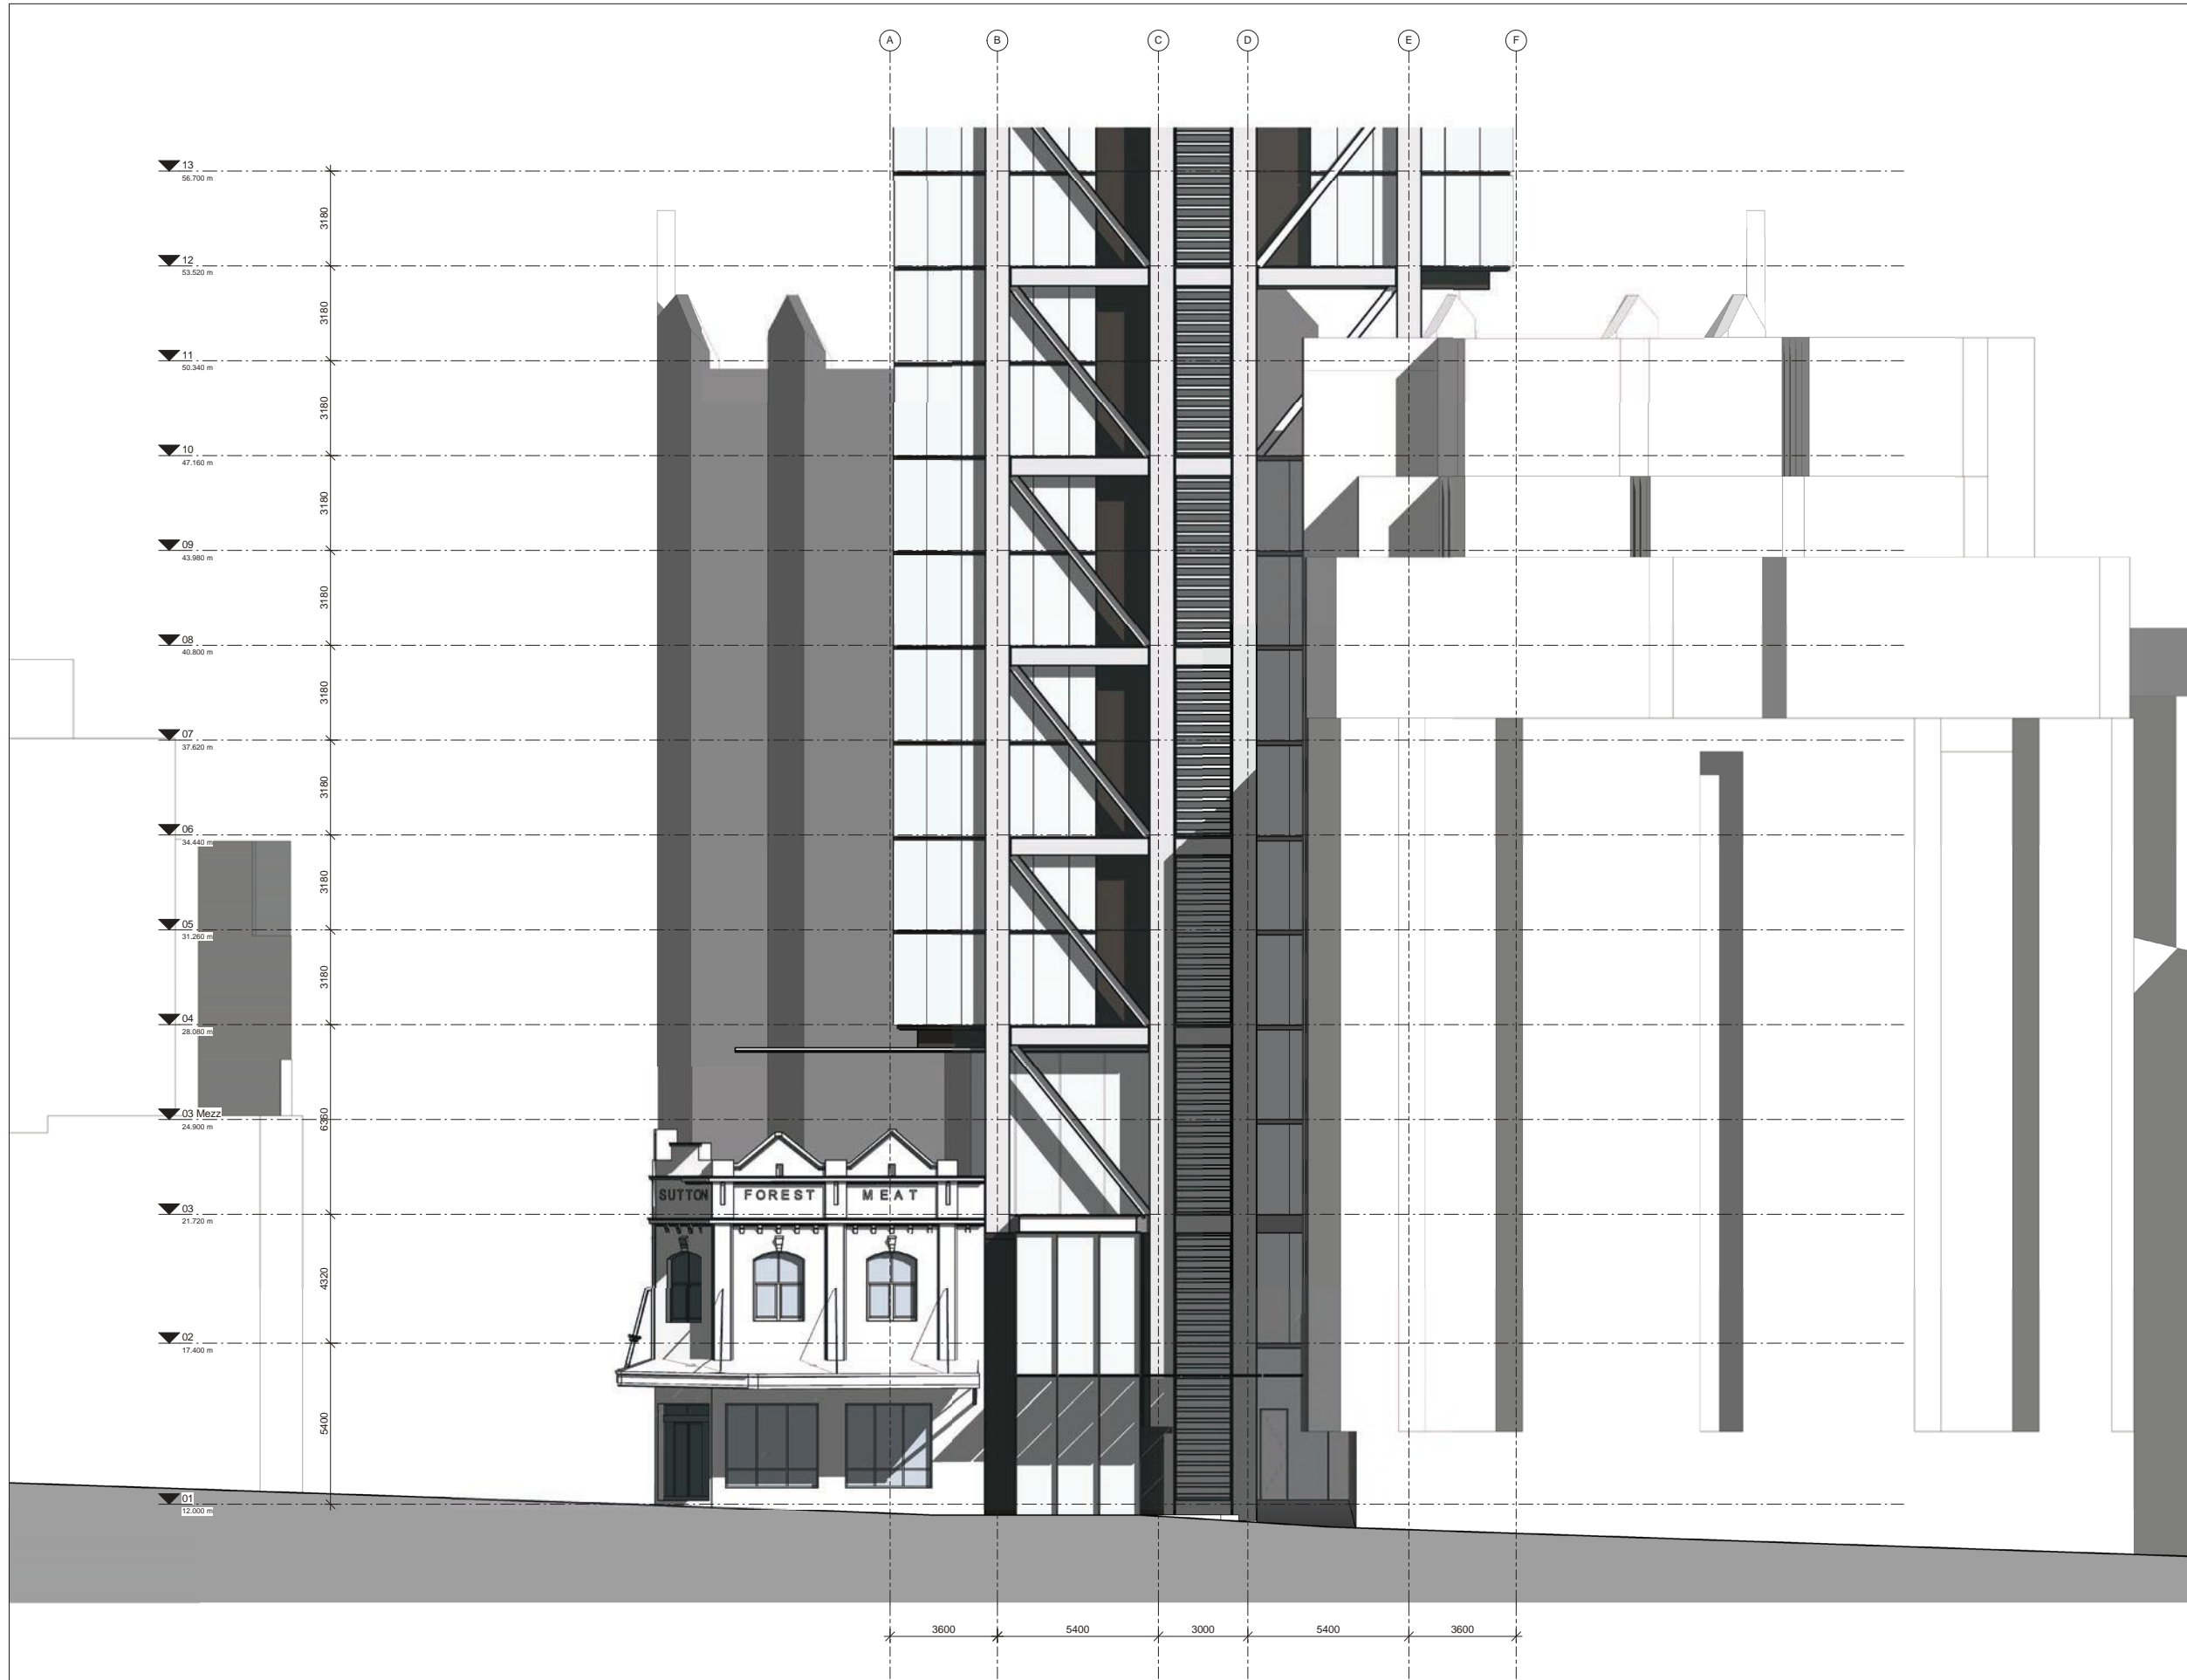 A B C D E F
13
56.700 m
3180
12
53.520 m
3180
11
50.340 m
3180
10
47.160 m
3180
09
43.980 m
3180
08
40.800 m
3180
07
37.620 m
3180
06
34.440 m
3180
05
31.260 m
3180
04
28.080 m
6360
03 Mezz
24.900 m
SUTTON FOREST MEAT
03
21.720 m
4320
02
17.400 m
5400
01
12.000 m
3600 5400 3000 5400 3600